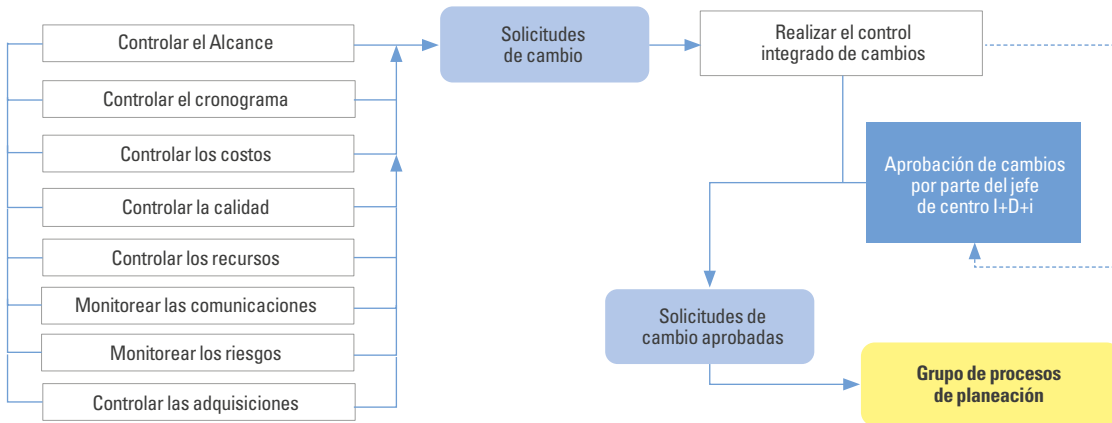 Controlar el Alcance
Controlar el cronograma
Controlar los costos
Controlar la calidad
Controlar los recursos
Monitorear las comunicaciones
Monitorear los riesgos
Controlar las adquisiciones
Solicitudes
de cambio
Realizar el control
integrado de cambios
Aprobación de cambios
por parte del jefe
de centro I+D+i
Solicitudes de
cambio aprobadas
Grupo de procesos
de planeación